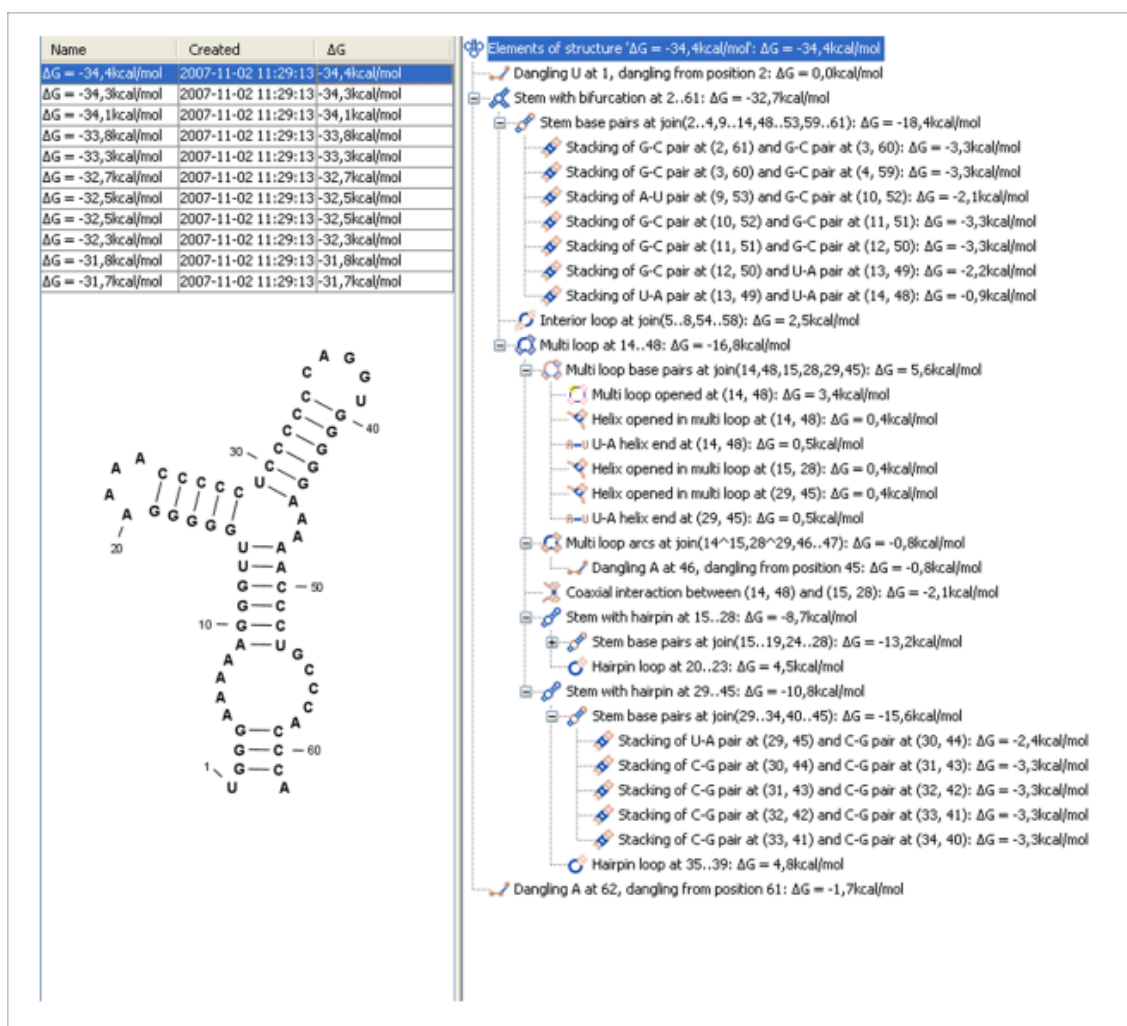 Name Created ΔG
ΔG = -34,4kcal/mol 2007-11-02 11:29:13 -34,4kcal/mol
ΔG = -34,3kcal/mol 2007-11-02 11:29:13 -34,3kcal/mol
ΔG = -34,1kcal/mol 2007-11-02 11:29:13 -34,1kcal/mol
ΔG = -33,8kcal/mol 2007-11-02 11:29:13 -33,8kcal/mol
ΔG = -33,3kcal/mol 2007-11-02 11:29:13 -33,3kcal/mol
ΔG = -32,7kcal/mol 2007-11-02 11:29:13 -32,7kcal/mol
ΔG = -32,5kcal/mol 2007-11-02 11:29:13 -32,5kcal/mol
ΔG = -32,5kcal/mol 2007-11-02 11:29:13 -32,5kcal/mol
ΔG = -32,3kcal/mol 2007-11-02 11:29:13 -32,3kcal/mol
ΔG = -31,8kcal/mol 2007-11-02 11:29:13 -31,8kcal/mol
ΔG = -31,7kcal/mol 2007-11-02 11:29:13 -31,7kcal/mol
A G
C G
C U
C G
40
C G
30 C G
C G
A A C C C C C U G
A A
A A G G G G G A
20 U A A
U A
U A
G C 50
G C
10 G C
A U G
A C
A C
A C
A A
G C
G C 60
1 G C
U A
Elements of structure 'ΔG = -34,4kcal/mol': ΔG = -34,4kcal/mol
Dangling U at 1, dangling from position 2: ΔG = 0,0kcal/mol
Stem with bifurcation at 2..61: ΔG = -32,7kcal/mol
Stem base pairs at join(2..4,9..14,48..53,59..61): ΔG = -18,4kcal/mol
Stacking of G-C pair at (2, 61) and G-C pair at (3, 60): ΔG = -3,3kcal/mol
Stacking of G-C pair at (3, 60) and G-C pair at (4, 59): ΔG = -3,3kcal/mol
Stacking of A-U pair at (9, 53) and G-C pair at (10, 52): ΔG = -2,1kcal/mol
Stacking of G-C pair at (10, 52) and G-C pair at (11, 51): ΔG = -3,3kcal/mol
Stacking of G-C pair at (11, 51) and G-C pair at (12, 50): ΔG = -3,3kcal/mol
Stacking of G-C pair at (12, 50) and U-A pair at (13, 49): ΔG = -2,2kcal/mol
Stacking of U-A pair at (13, 49) and U-A pair at (14, 48): ΔG = -0,9kcal/mol
Interior loop at join(5..8,54..58): ΔG = 2,5kcal/mol
Multi loop at 14..48: ΔG = -16,8kcal/mol
Multi loop base pairs at join(14,48,15,28,29,45): ΔG = 5,6kcal/mol
Multi loop opened at (14, 48): ΔG = 3,4kcal/mol
Helix opened in multi loop at (14, 48): ΔG = 0,4kcal/mol
A=U U-A helix end at (14, 48): ΔG = 0,5kcal/mol
Helix opened in multi loop at (15, 28): ΔG = 0,4kcal/mol
Helix opened in multi loop at (29, 45): ΔG = 0,4kcal/mol
A=U U-A helix end at (29, 45): ΔG = 0,5kcal/mol
Multi loop arcs at join(14^15,28^29,46..47): ΔG = -0,8kcal/mol
Dangling A at 46, dangling from position 45: ΔG = -0,8kcal/mol
Coaxial interaction between (14, 48) and (15, 28): ΔG = -2,1kcal/mol
Stem with hairpin at 15..28: ΔG = -8,7kcal/mol
Stem base pairs at join(15..19,24..28): ΔG = -13,2kcal/mol
Hairpin loop at 20..23: ΔG = 4,5kcal/mol
Stem with hairpin at 29..45: ΔG = -10,8kcal/mol
Stem base pairs at join(29..34,40..45): ΔG = -15,6kcal/mol
Stacking of U-A pair at (29, 45) and C-G pair at (30, 44): ΔG = -2,4kcal/mol
Stacking of C-G pair at (30, 44) and C-G pair at (31, 43): ΔG = -3,3kcal/mol
Stacking of C-G pair at (31, 43) and C-G pair at (32, 42): ΔG = -3,3kcal/mol
Stacking of C-G pair at (32, 42) and C-G pair at (33, 41): ΔG = -3,3kcal/mol
Stacking of C-G pair at (33, 41) and C-G pair at (34, 40): ΔG = -3,3kcal/mol
Hairpin loop at 35..39: ΔG = 4,8kcal/mol
Dangling A at 62, dangling from position 61: ΔG = -1,7kcal/mol